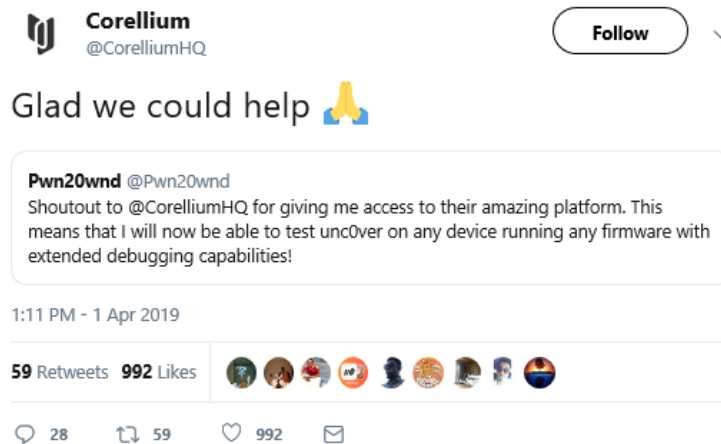 Corellium
@CorelliumHQ
Follow
Glad we could help 🙏
Pwn20wnd @Pwn20wnd
Shoutout to @CorelliumHQ for giving me access to their amazing platform. This
means that I will now be able to test unc0ver on any device running any firmware with
extended debugging capabilities!
1:11 PM - 1 Apr 2019
59 Retweets 992 Likes
28 59 992